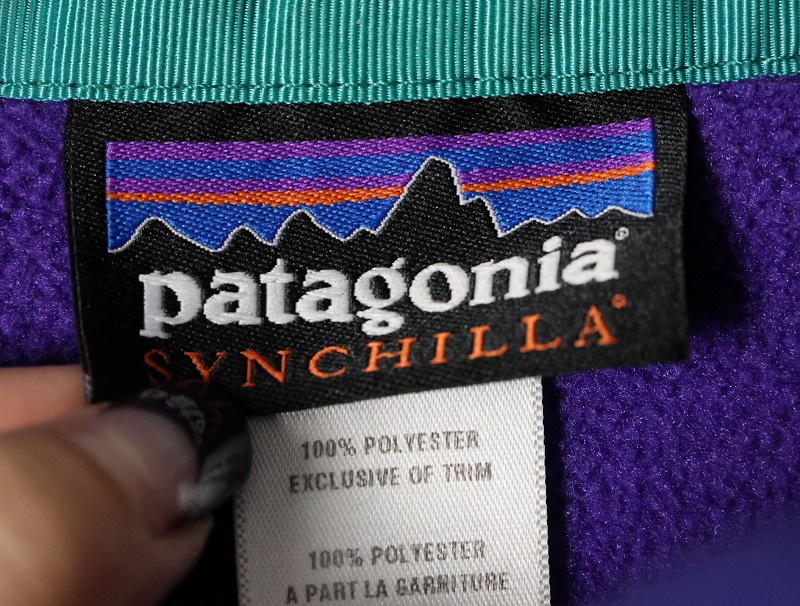 patagonia®
SYNCHILLA®
100% POLYESTER
EXCLUSIVE OF TRIM
100% POLYESTER
A PART LA GARNITURE